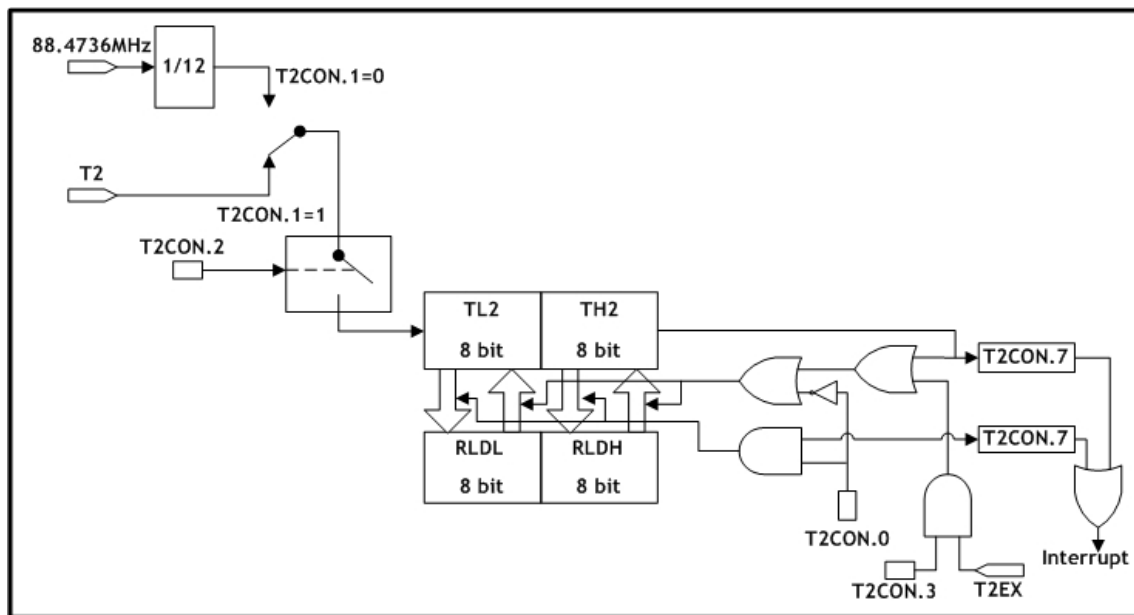 88.4736MHz
1/12
T2CON.1=0
T2
T2CON.1=1
T2CON.2
TL2
8 bit
TH2
8 bit
T2CON.7
RLDL
8 bit
RLDH
8 bit
T2CON.7
T2CON.0
Interrupt
T2CON.3
T2EX